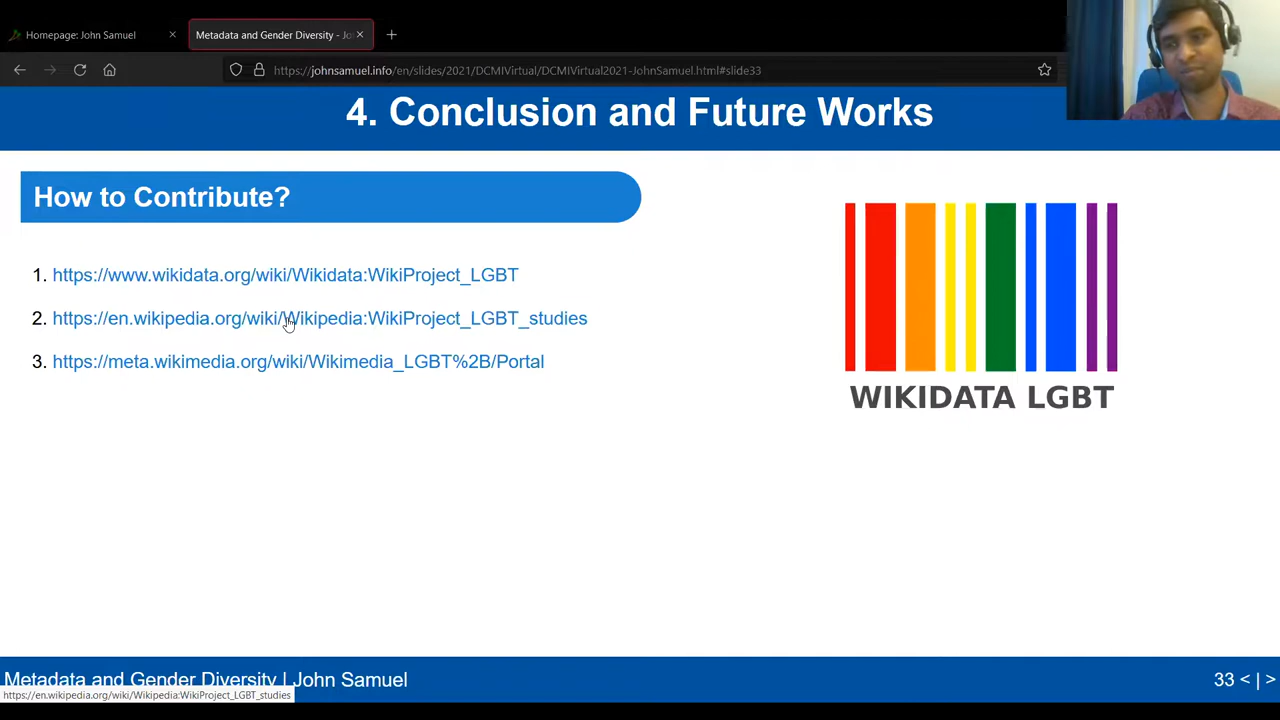 Homepage: John Samuel
Metadata and Gender Diversity - Jo
https://johnsamuel.info/en/slides/2021/DCMIVirtual/DCMIVirtual2021-JohnSamuel.html#slide33
4. Conclusion and Future Works
How to Contribute?
1. https://www.wikidata.org/wiki/Wikidata:WikiProject_LGBT
2. https://en.wikipedia.org/wiki/Wikipedia:WikiProject_LGBT_studies
3. https://meta.wikimedia.org/wiki/Wikimedia_LGBT%2B/Portal
WIKIDATA LGBT
Metadata and Gender Diversity | John Samuel
33 < | >
https://en.wikipedia.org/wiki/Wikipedia:WikiProject_LGBT_studies